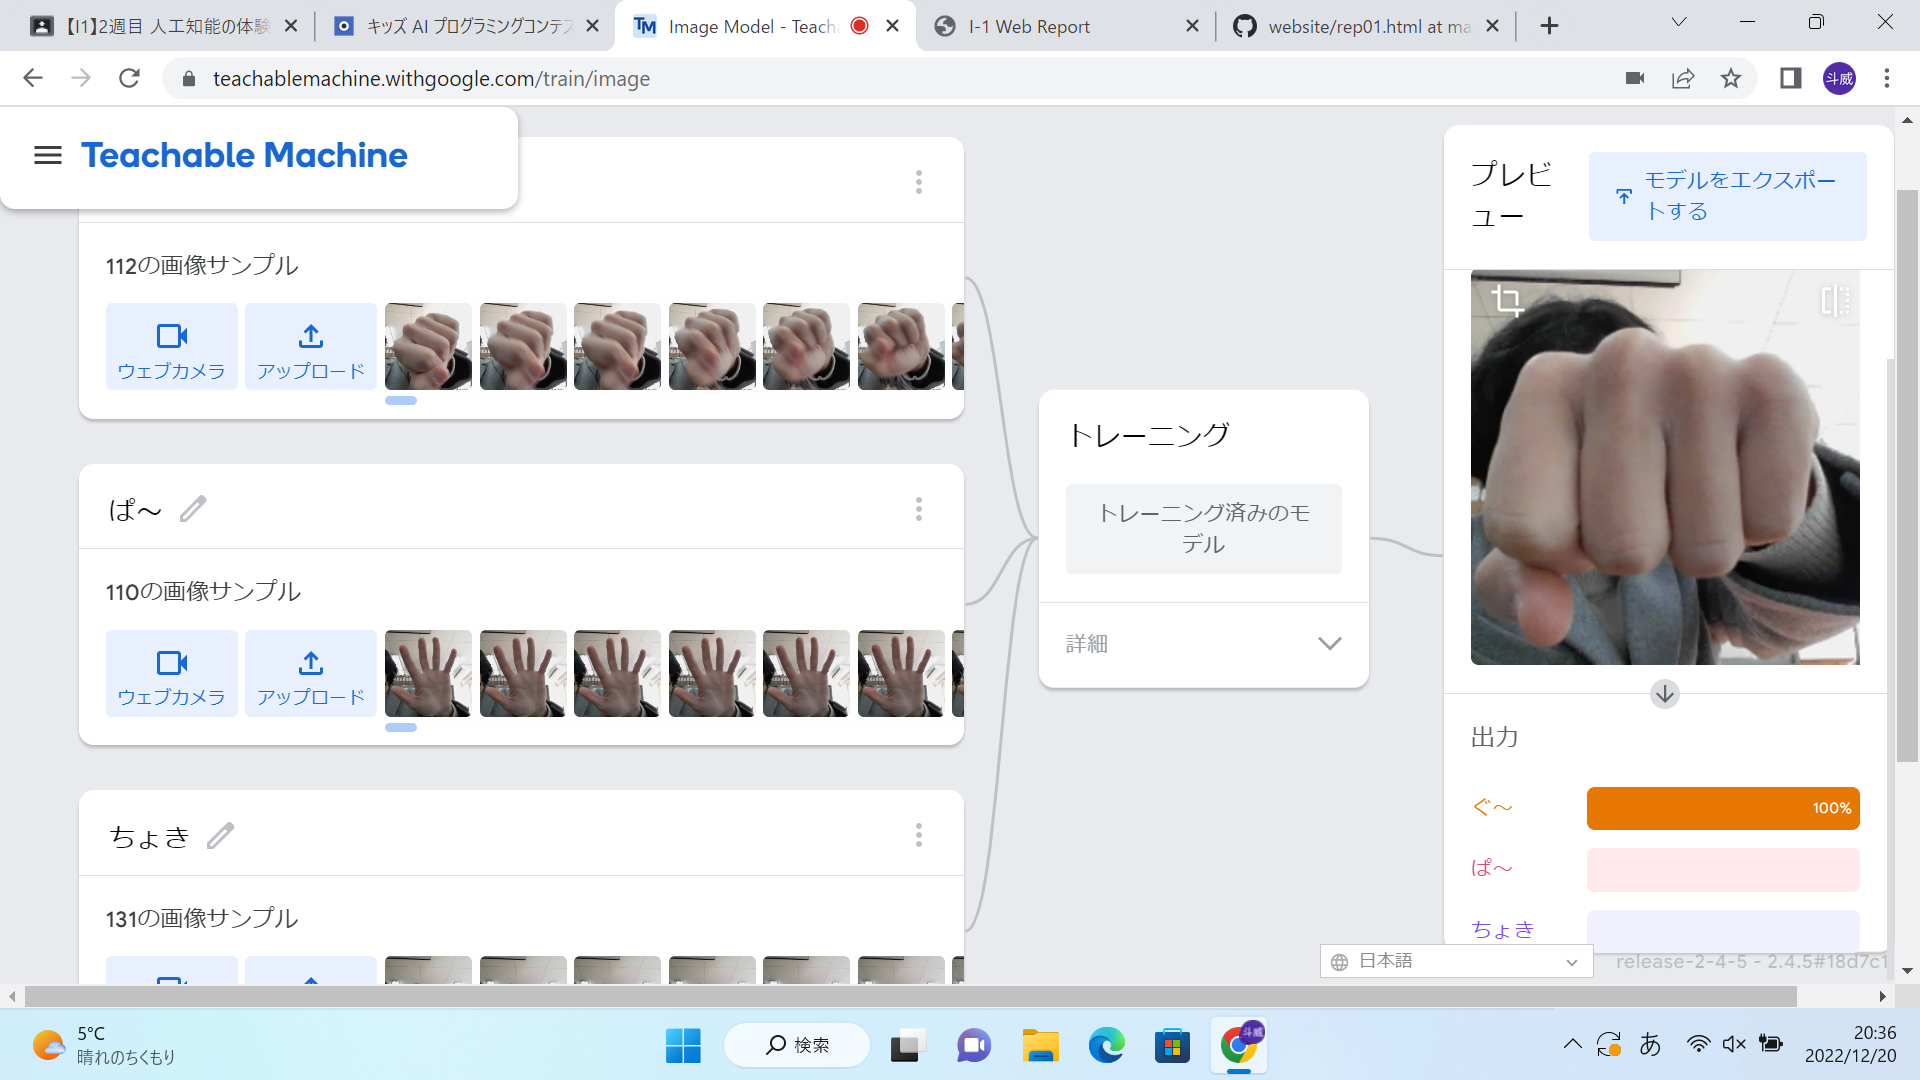 【I1】2週目 人工知能の体験
キッズ AI プログラミングコンテス
Image Model - Teach
I-1 Web Report
website/rep01.html at ma
teachablemachine.withgoogle.com/train/image
斗威
Teachable Machine
112の画像サンプル
ウェブカメラ
アップロード
ぱ～
110の画像サンプル
ウェブカメラ
アップロード
ちょき
131の画像サンプル
トレーニング
トレーニング済みのモ
デル
詳細
プレビ
ュー
モデルをエクスポー
トする
出力
ぐ～
100%
ぱ～
ちょき
日本語
release-2-4-5 - 2.4.5#18d7c1
5°C
晴れのちくもり
検索
斗威
あ
20:36
2022/12/20